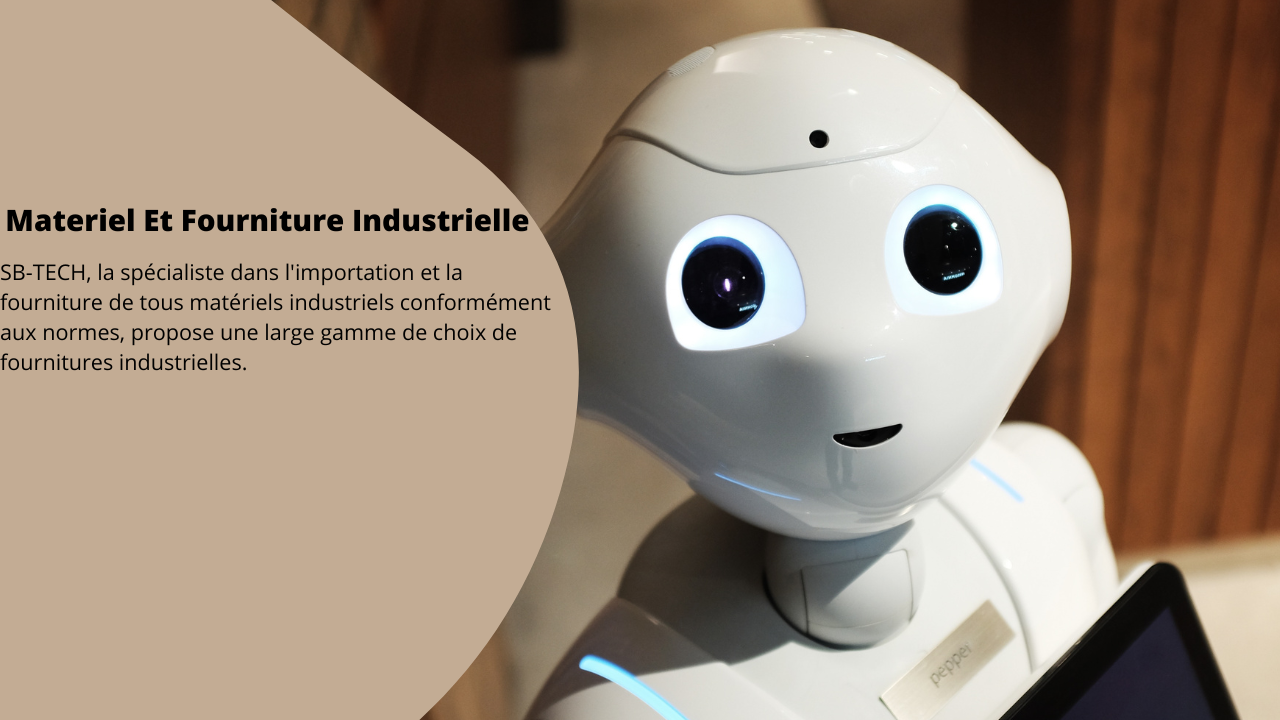 Materiel Et Fourniture Industrielle
SB-TECH, la spécialiste dans l'importation et la
fourniture de tous matériels industriels conformément
aux normes, propose une large gamme de choix de
fournitures industrielles.
pepper